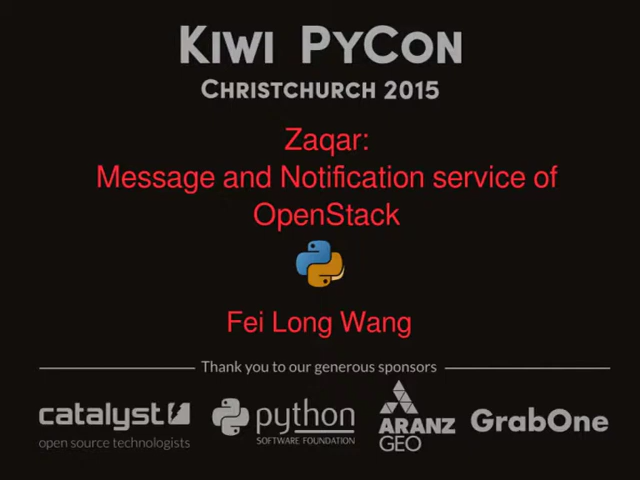 KIWI PYCON
CHRISTCHURCH 2015
Zaqar:
Message and Notification service of
OpenStack
Fei Long Wang
Thank you to our generous sponsors
catalyst
open source technologists
python
SOFTWARE FOUNDATION
ARANZ
GEO
GrabOne